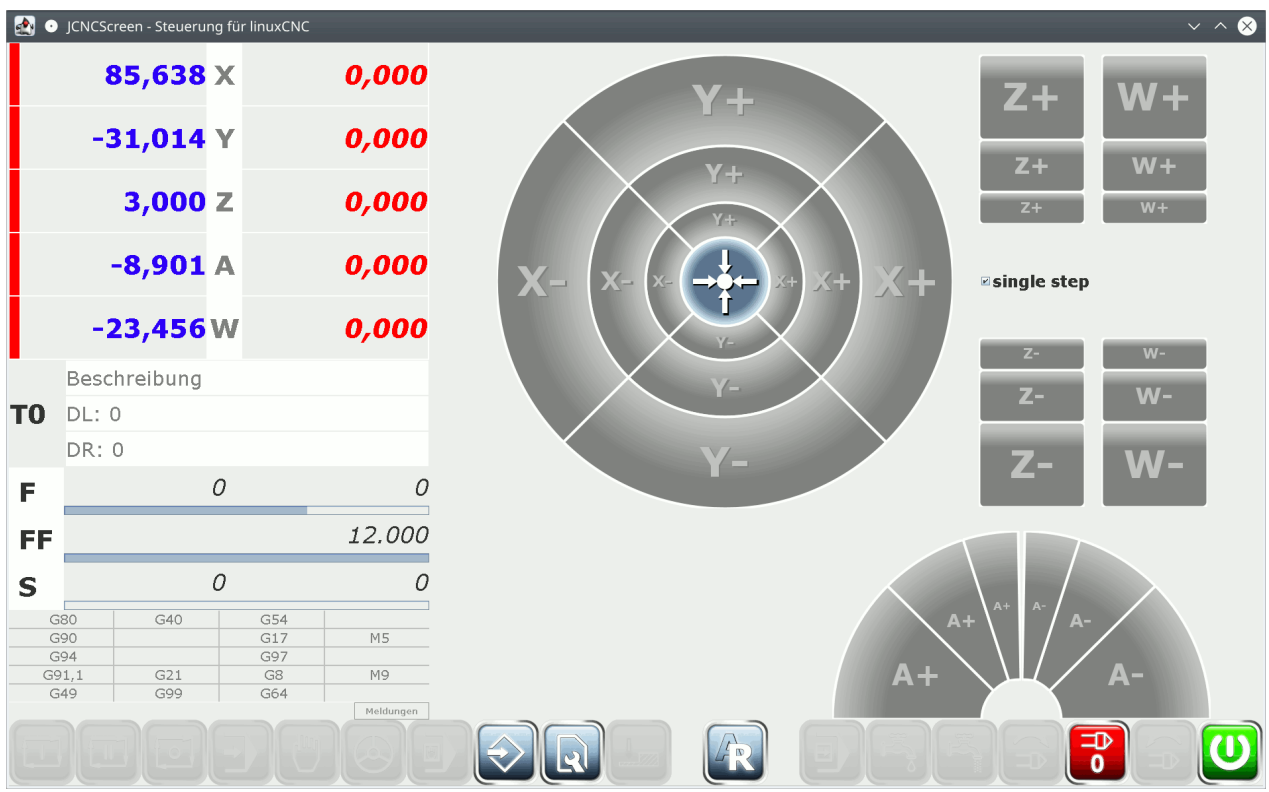 JCNCScreen - Steuerung für linuxCNC
85,638 X 0,000
-31,014 Y 0,000
3,000 Z 0,000
-8,901 A 0,000
-23,456 W 0,000
T0
Beschreibung
DL: 0
DR: 0
F 0 0
FF 12.000
S 0 0
G80 G40 G54
G90 G17 M5
G94 G97
G91,1 G21 G8 M9
G49 G99 G64
Meldungen
Y+
Y+
Y+
X- X- X- X+ X+ X+
Y-
Y-
Y-
Z+ W+
Z+ W+
Z+ W+
single step
Z- W-
Z- W-
Z- W-
A+ A+ A+ A- A- A-
AR
0